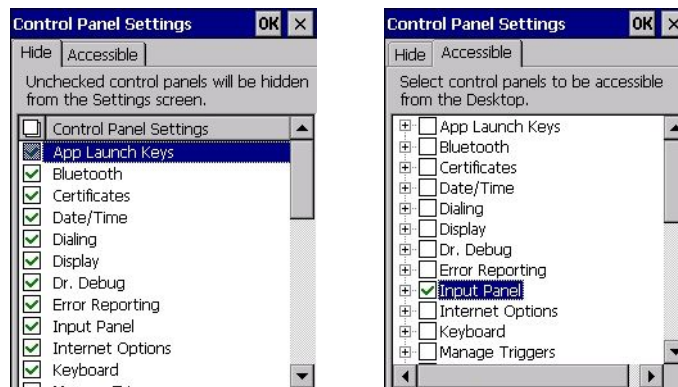 Control Panel Settings OK ×
Hide Accessible
Unchecked control panels will be hidden
from the Settings screen.
Control Panel Settings
App Launch Keys
Bluetooth
Certificates
Date/Time
Dialing
Display
Dr. Debug
Error Reporting
Input Panel
Internet Options
Keyboard
Control Panel Settings OK ×
Hide Accessible
Select control panels to be accessible
from the Desktop.
App Launch Keys
Bluetooth
Certificates
Date/Time
Dialing
Display
Dr. Debug
Error Reporting
Input Panel
Internet Options
Keyboard
Manage Triggers